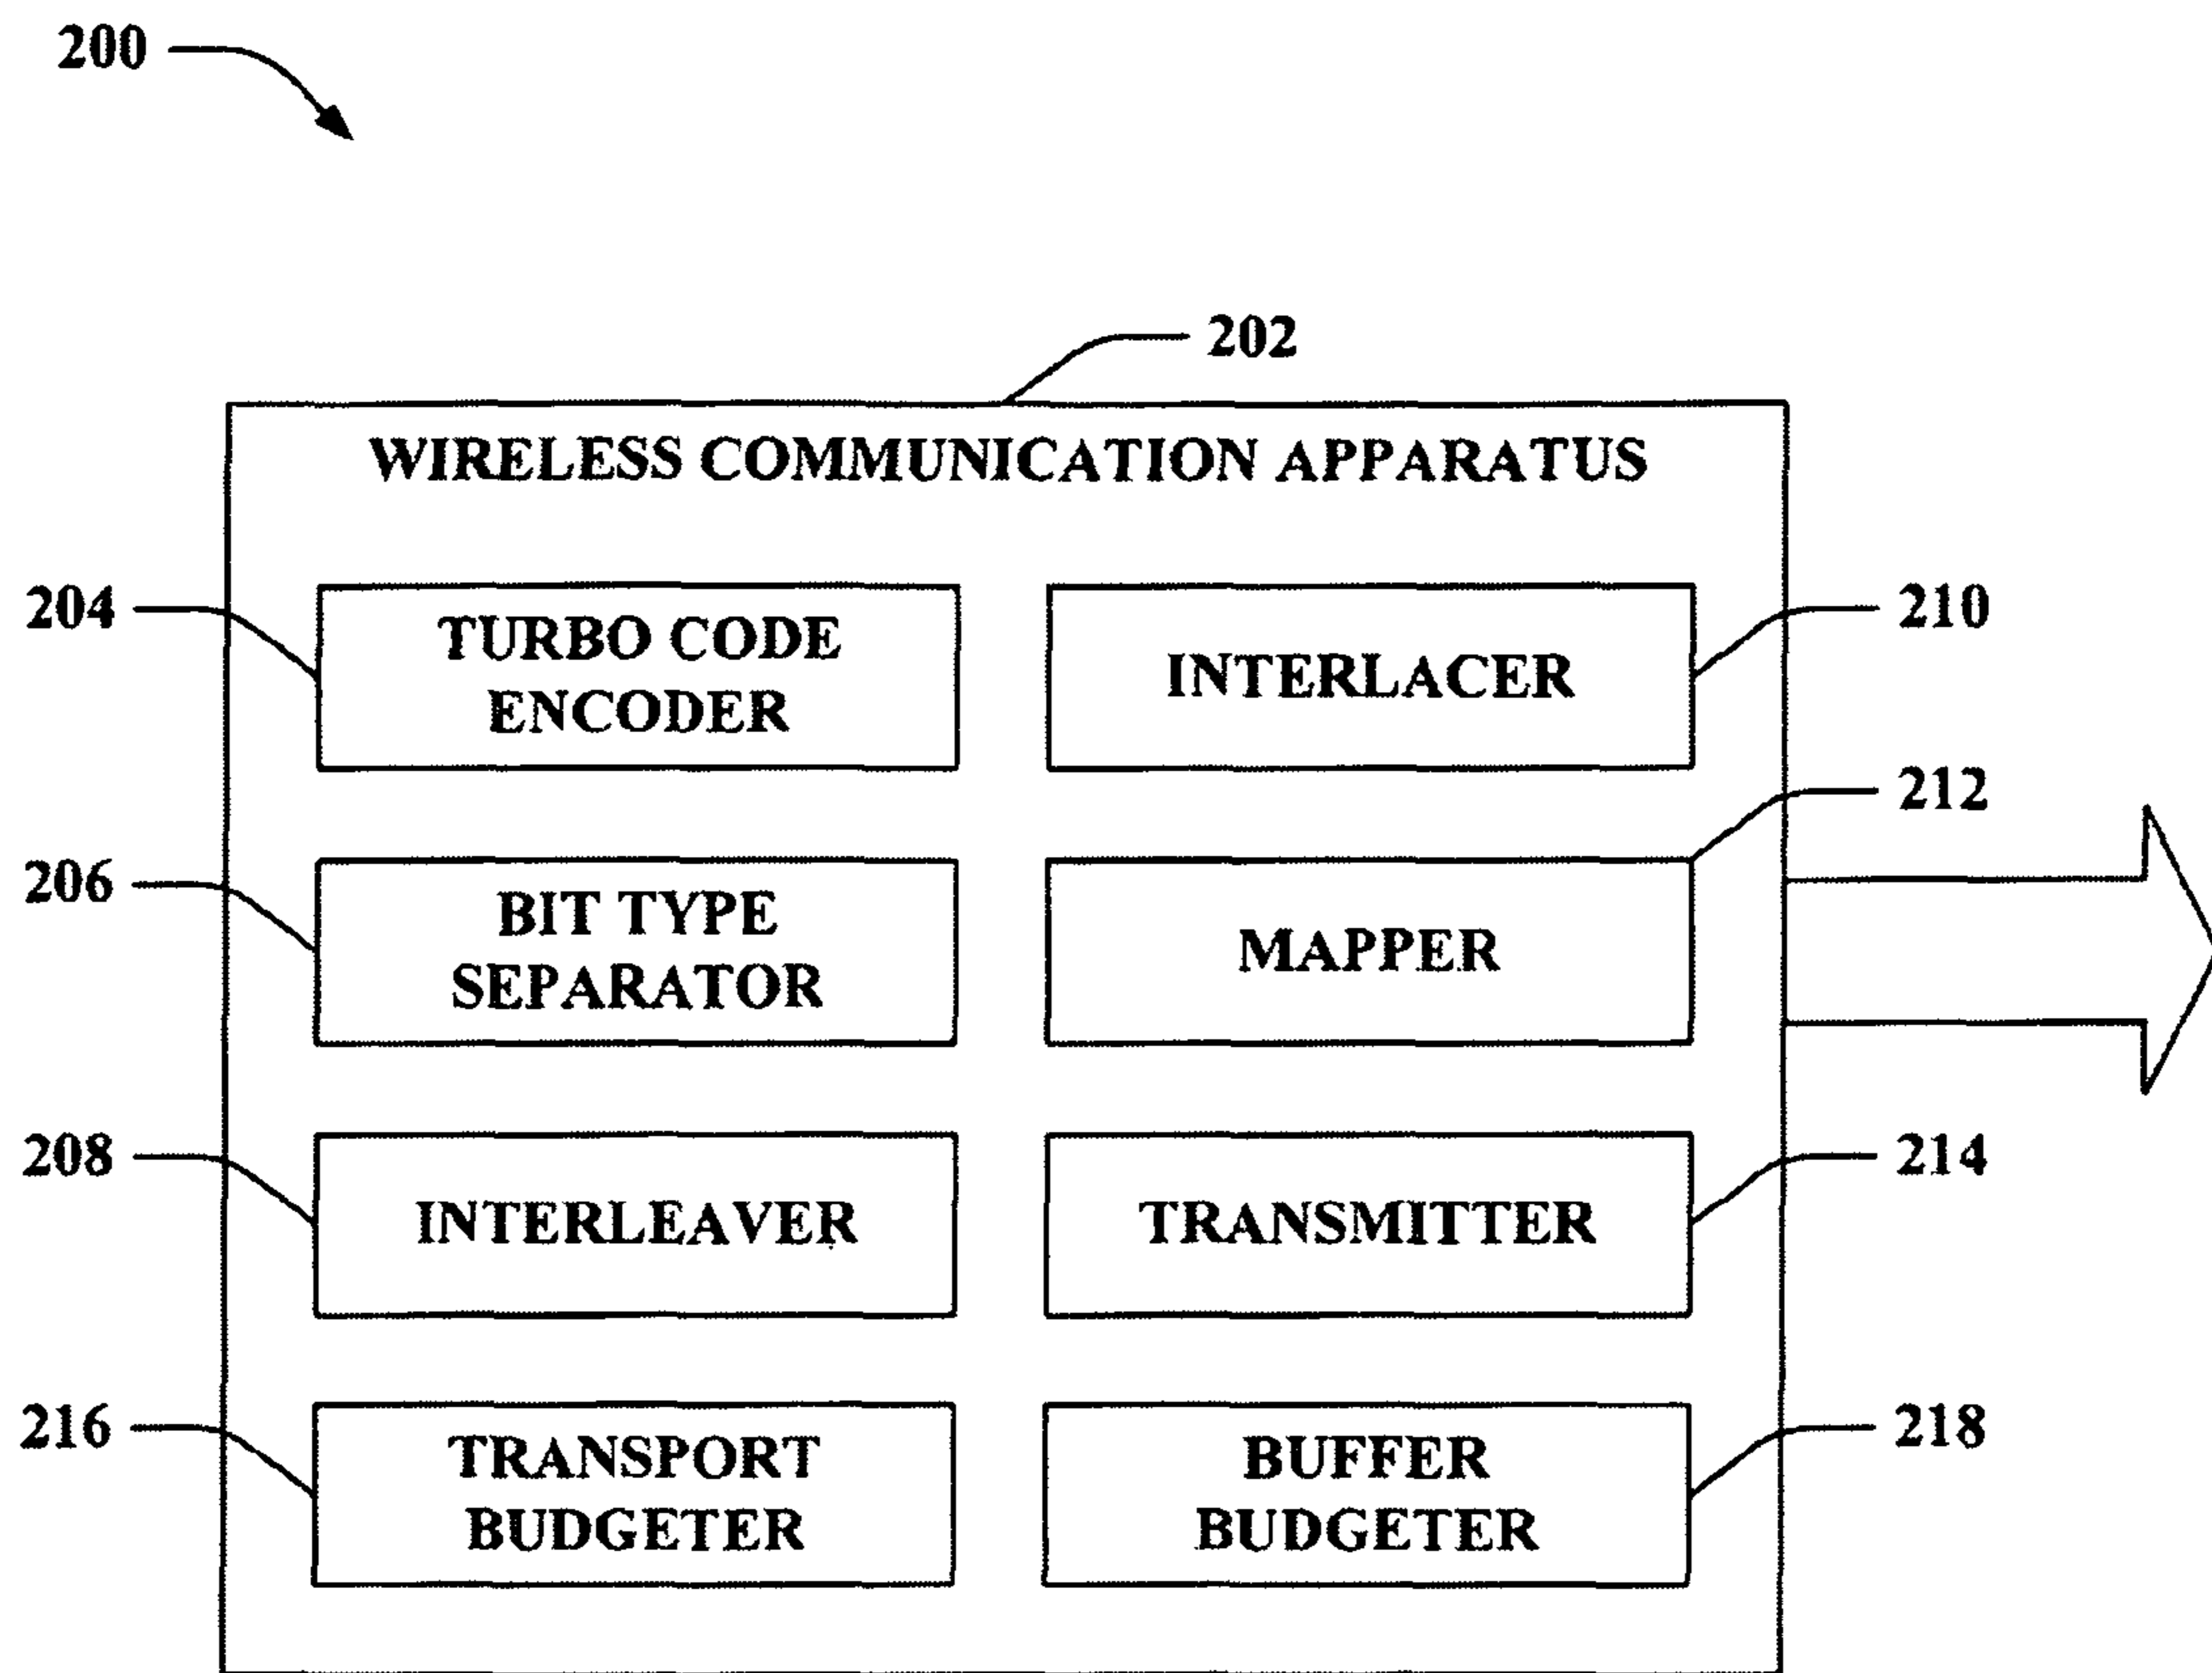 200
202
WIRELESS COMMUNICATION APPARATUS
204
TURBO CODE
ENCODER
INTERLACER
210
206
BIT TYPE
SEPARATOR
MAPPER
212
208
INTERLEAVER
TRANSMITTER
214
216
TRANSPORT
BUDGETER
BUFFER
BUDGETER
218